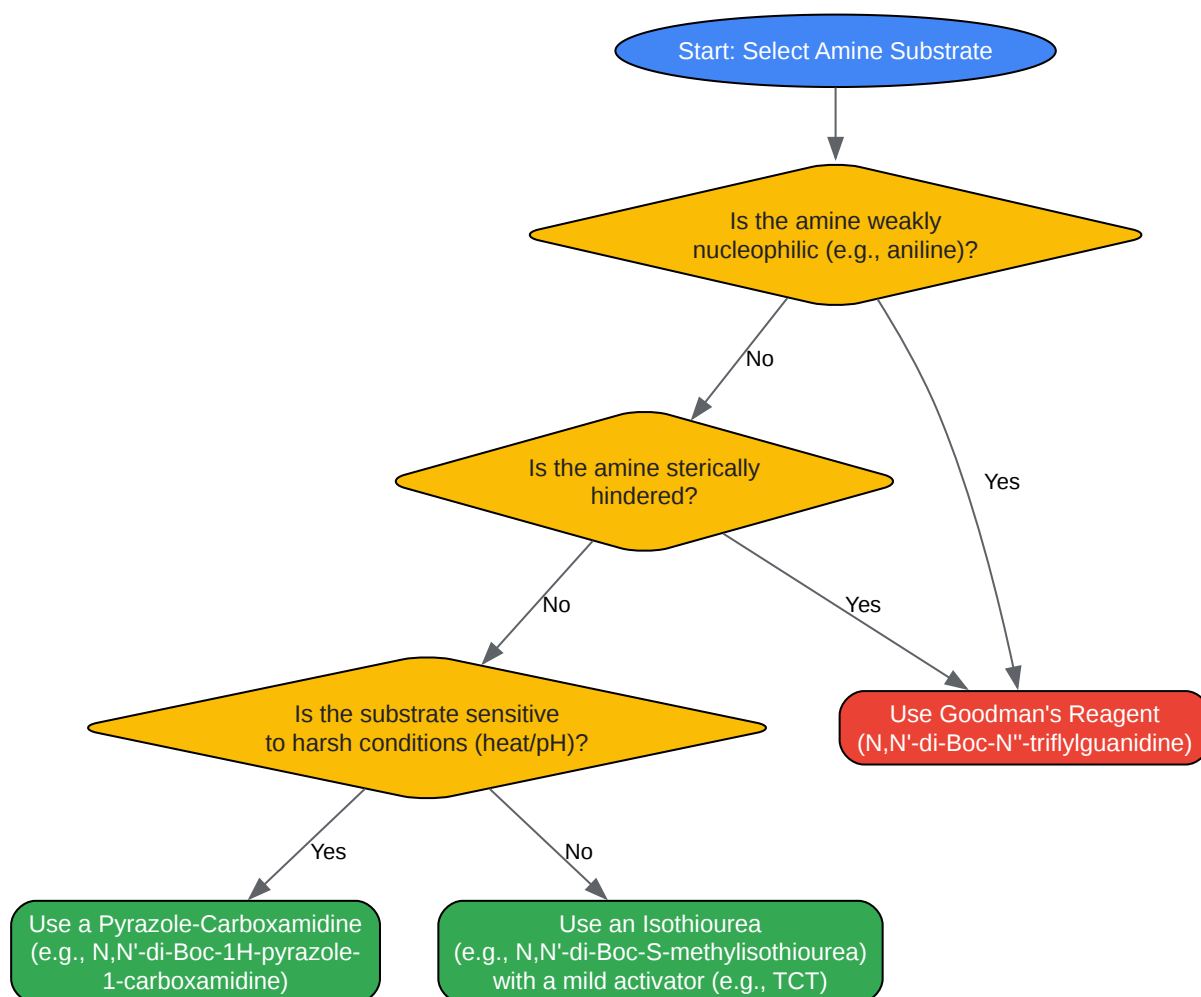 Start: Select Amine Substrate
Is the amine weakly
nucleophilic (e.g., aniline)?
No
Yes
Is the amine sterically
hindered?
No
Yes
Is the substrate sensitive
to harsh conditions (heat/pH)?
Use Goodman's Reagent
(N,N'-di-Boc-N''-triflylguanidine)
Yes
No
Use a Pyrazole-Carboxamidine
(e.g., N,N'-di-Boc-1H-pyrazole-
1-carboxamidine)
Use an Isothiourea
(e.g., N,N'-di-Boc-S-methylisothiourea)
with a mild activator (e.g., TCT)